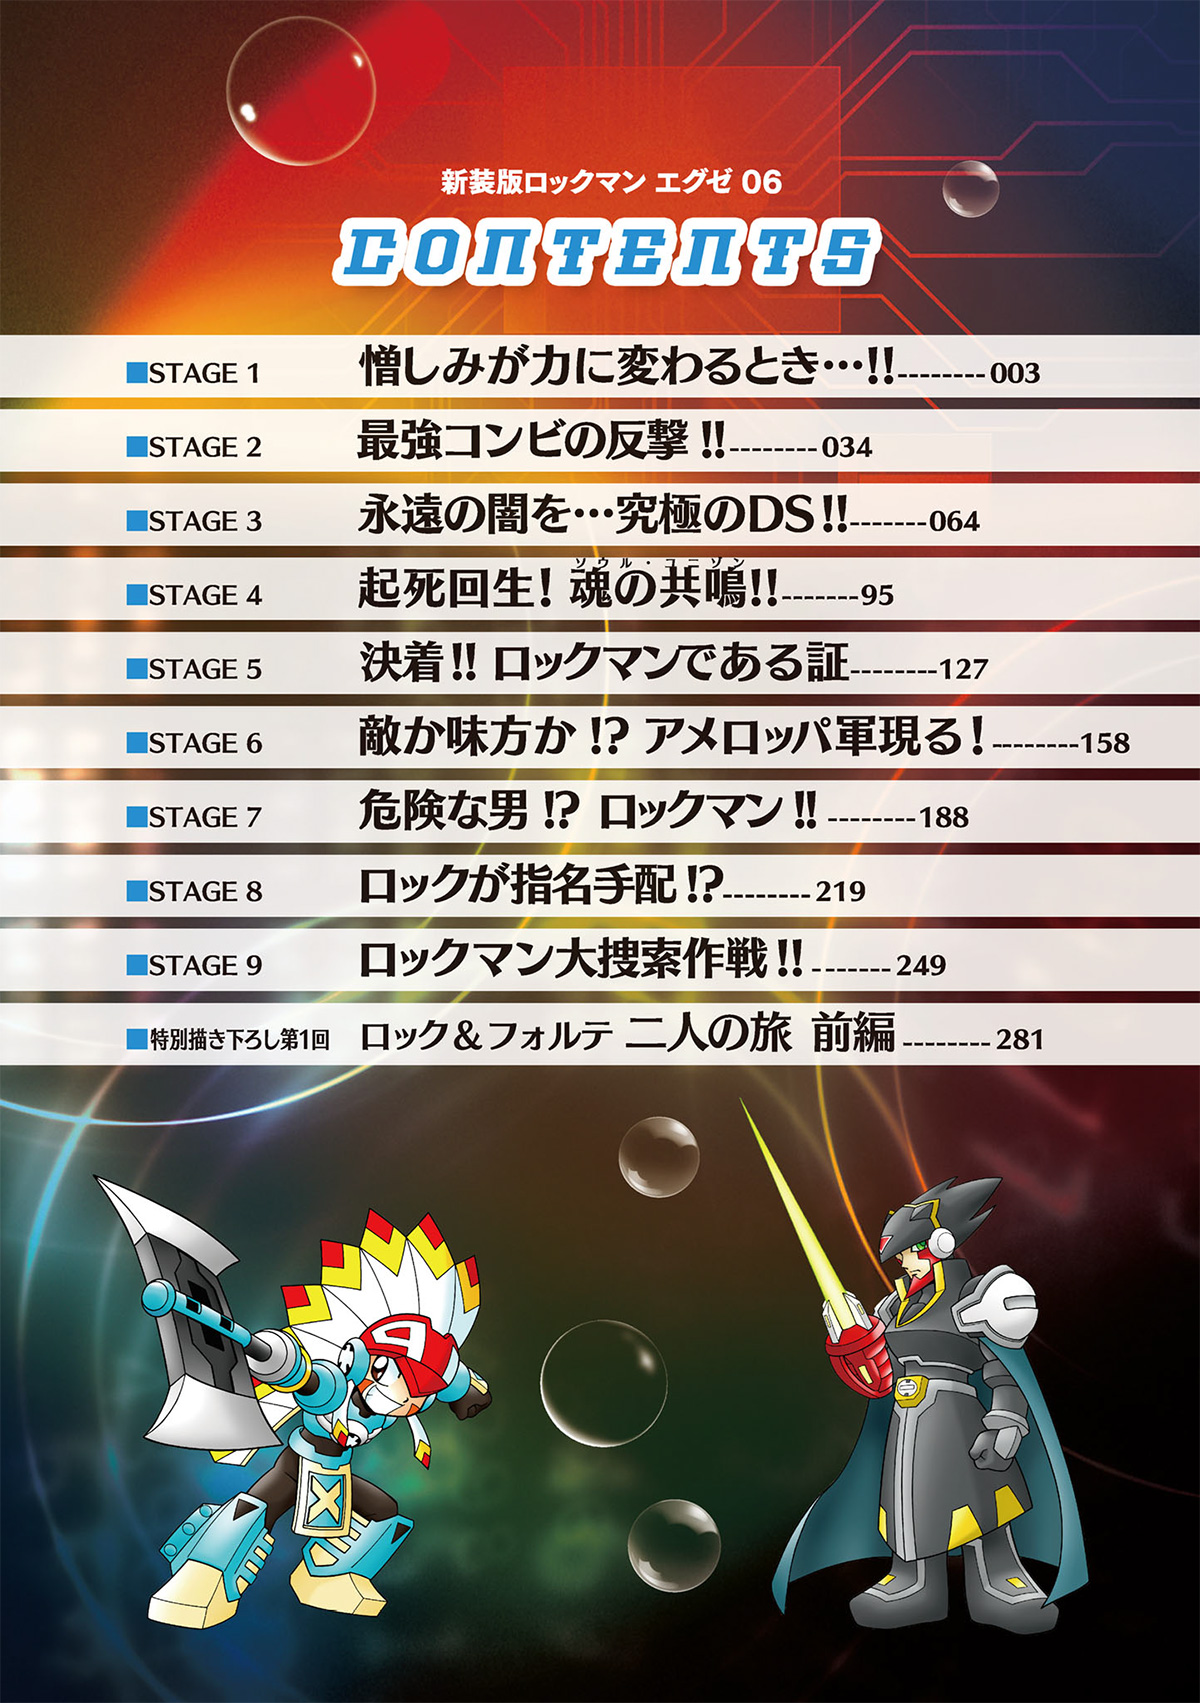 新装版ロックマン エグゼ 06
CONTENTS
■STAGE 1 憎しみが力に変わるとき…!!--------003
■STAGE 2 最強コンビの反撃!!--------034
■STAGE 3 永遠の闇を…究極のDS!!-------064
ソウル・ユニゾン
■STAGE 4 起死回生! 魂の共鳴!!-------95
■STAGE 5 決着!! ロックマンである証--------127
■STAGE 6 敵か味方か!? アメロッパ軍現る!--------158
■STAGE 7 危険な男!? ロックマン!!--------188
■STAGE 8 ロックが指名手配!?--------219
■STAGE 9 ロックマン大捜索作戦!!--------249
■特別描き下ろし第1回 ロック&フォルテ 二人の旅 前編--------281